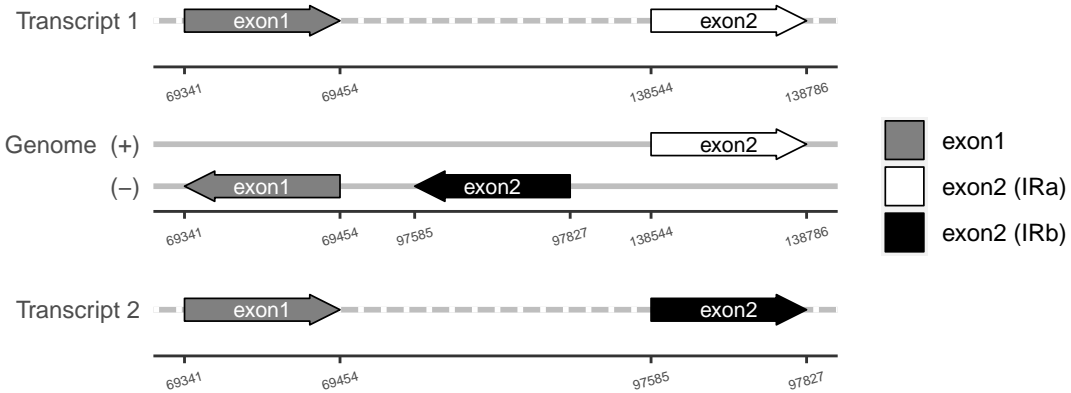 Transcript 1 exon1 exon2
69341 69454 138544 138786
Genome (+) exon2
exon1
(−) exon1 exon2
exon2 (IRa)
69341 69454 97585 97827 138544 138786
exon2 (IRb)
Transcript 2 exon1 exon2
69341 69454 97585 97827